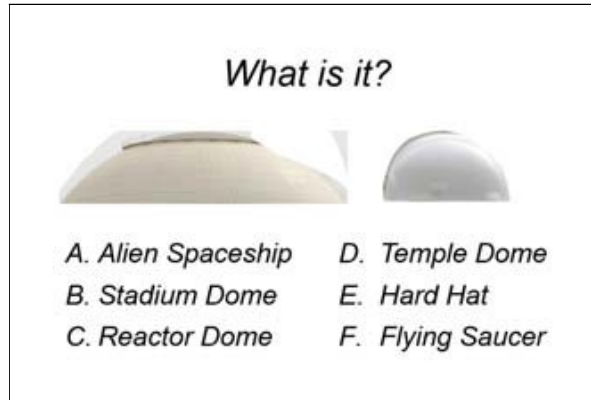 What is it?
A. Alien Spaceship
B. Stadium Dome
C. Reactor Dome
D. Temple Dome
E. Hard Hat
F. Flying Saucer